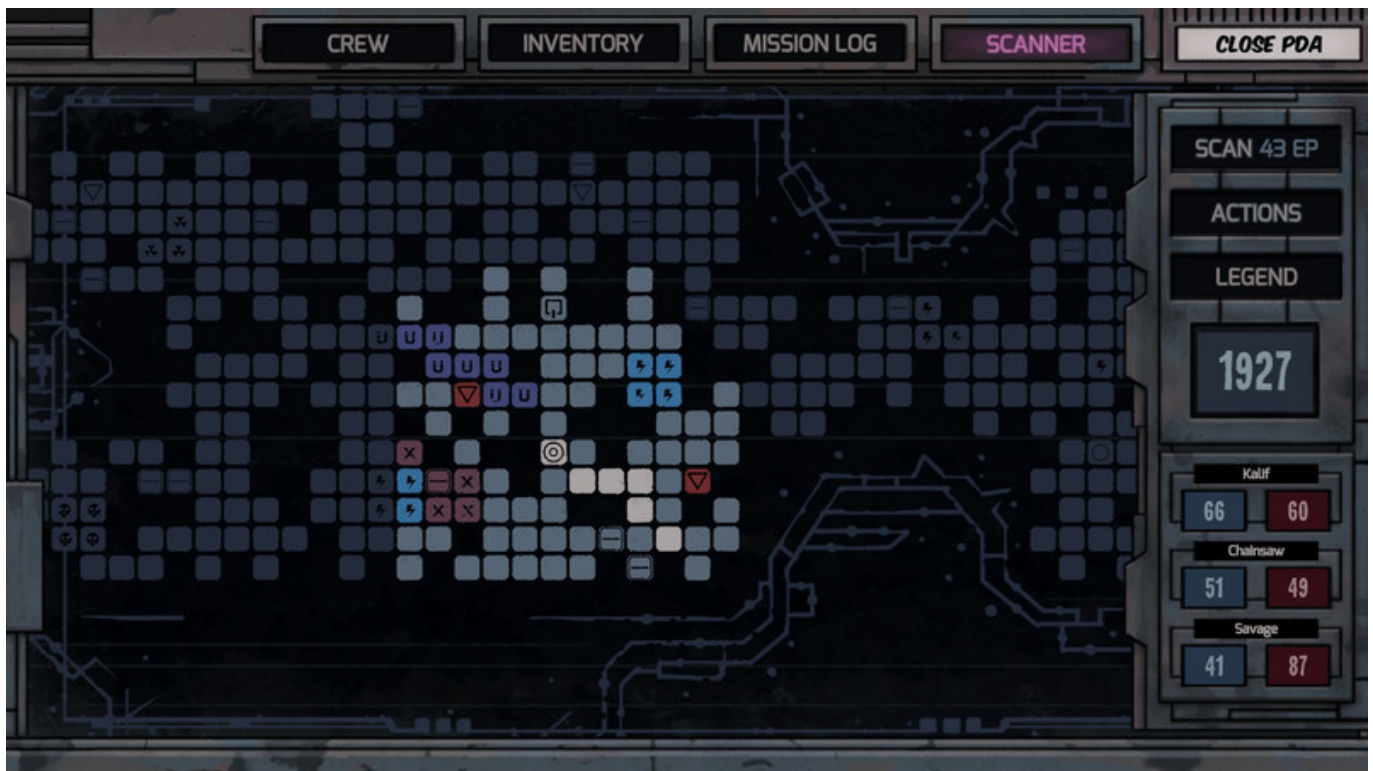 CREW
INVENTORY
MISSION LOG
SCANNER
CLOSE PDA
SCAN 43 EP
ACTIONS
LEGEND
1927
Kalif
66 60
Chainsaw
51 49
Savage
41 87